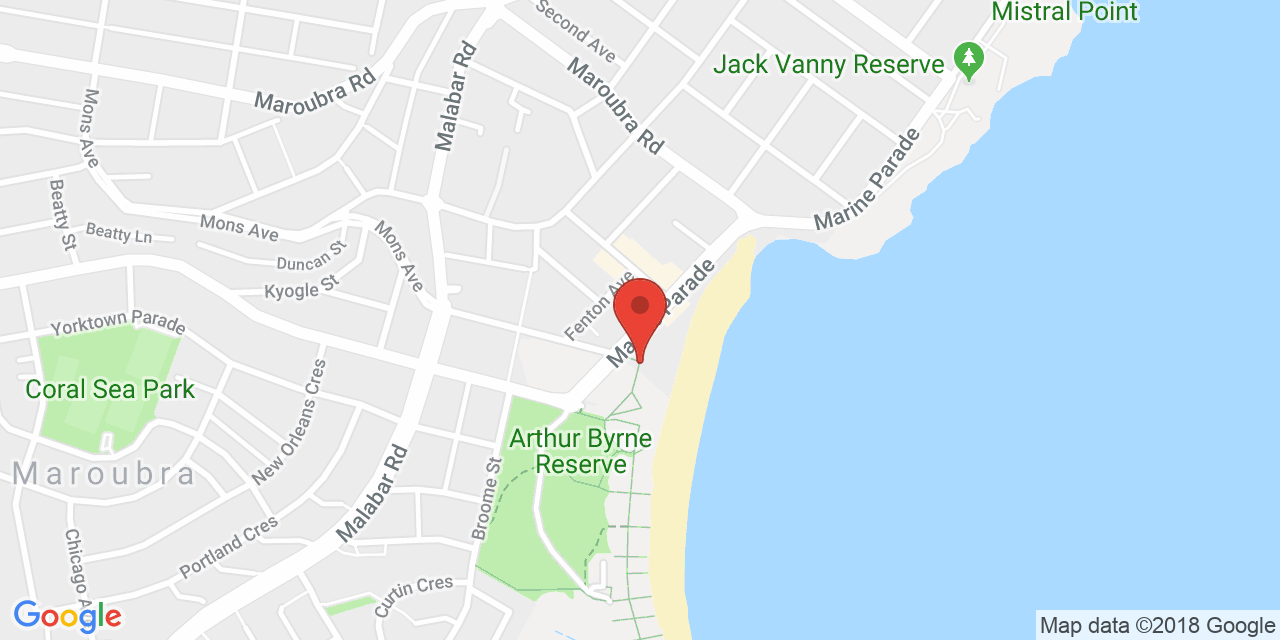 Mistral Point
Second Ave
Jack Vanny Reserve
Maroubra Rd
Malabar Rd
Maroubra Rd
Mons Ave
Marine Parade
Beatty St
Mons Ave
Beatty Ln
Mons Ave
Duncan St
Kyogle St
Fenton Ave
Parade
Yorktown Parade
Coral Sea Park
New Orleans Cres
Arthur Byrne
Reserve
Maroubra
Malabar Rd
Broome St
Chicago A
Portland Cres
Curtin Cres
Google
Map data ©2018 Google